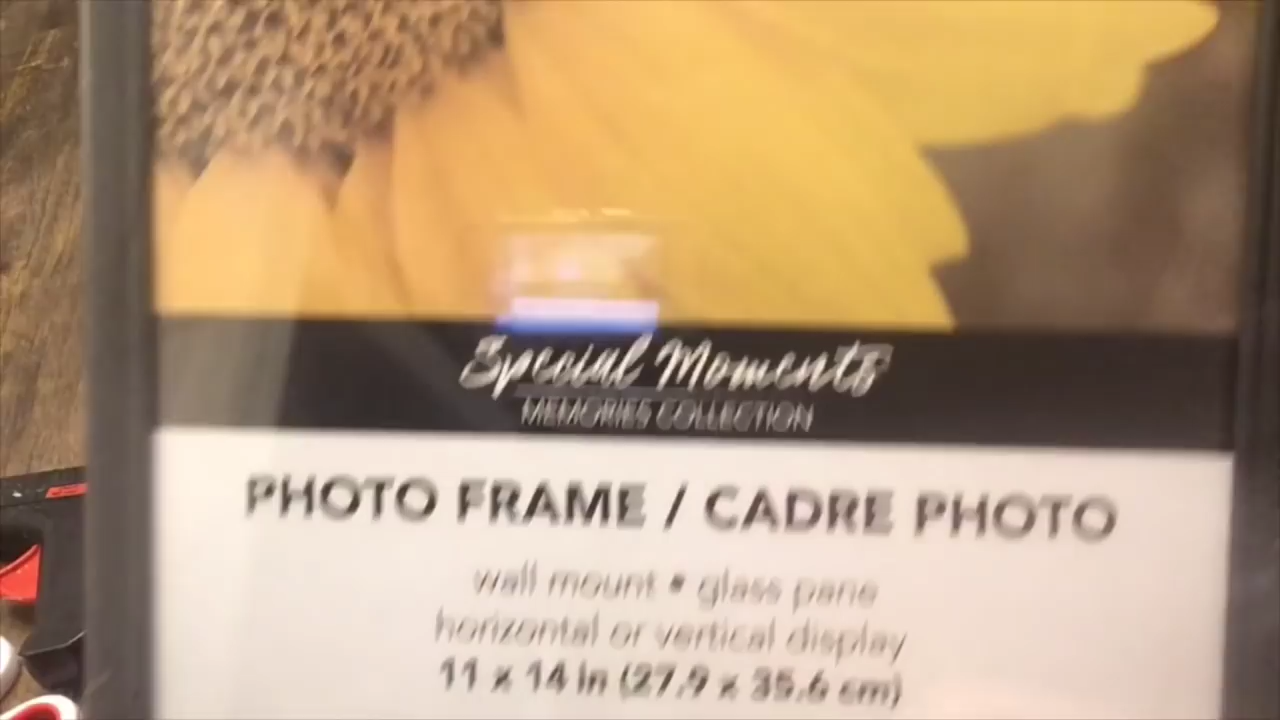 Special Moments
MEMORIES COLLECTION
PHOTO FRAME / CADRE PHOTO
wall mount • glass pane
horizontal or vertical display
11 x 14 in (27.9 x 35.6 cm)